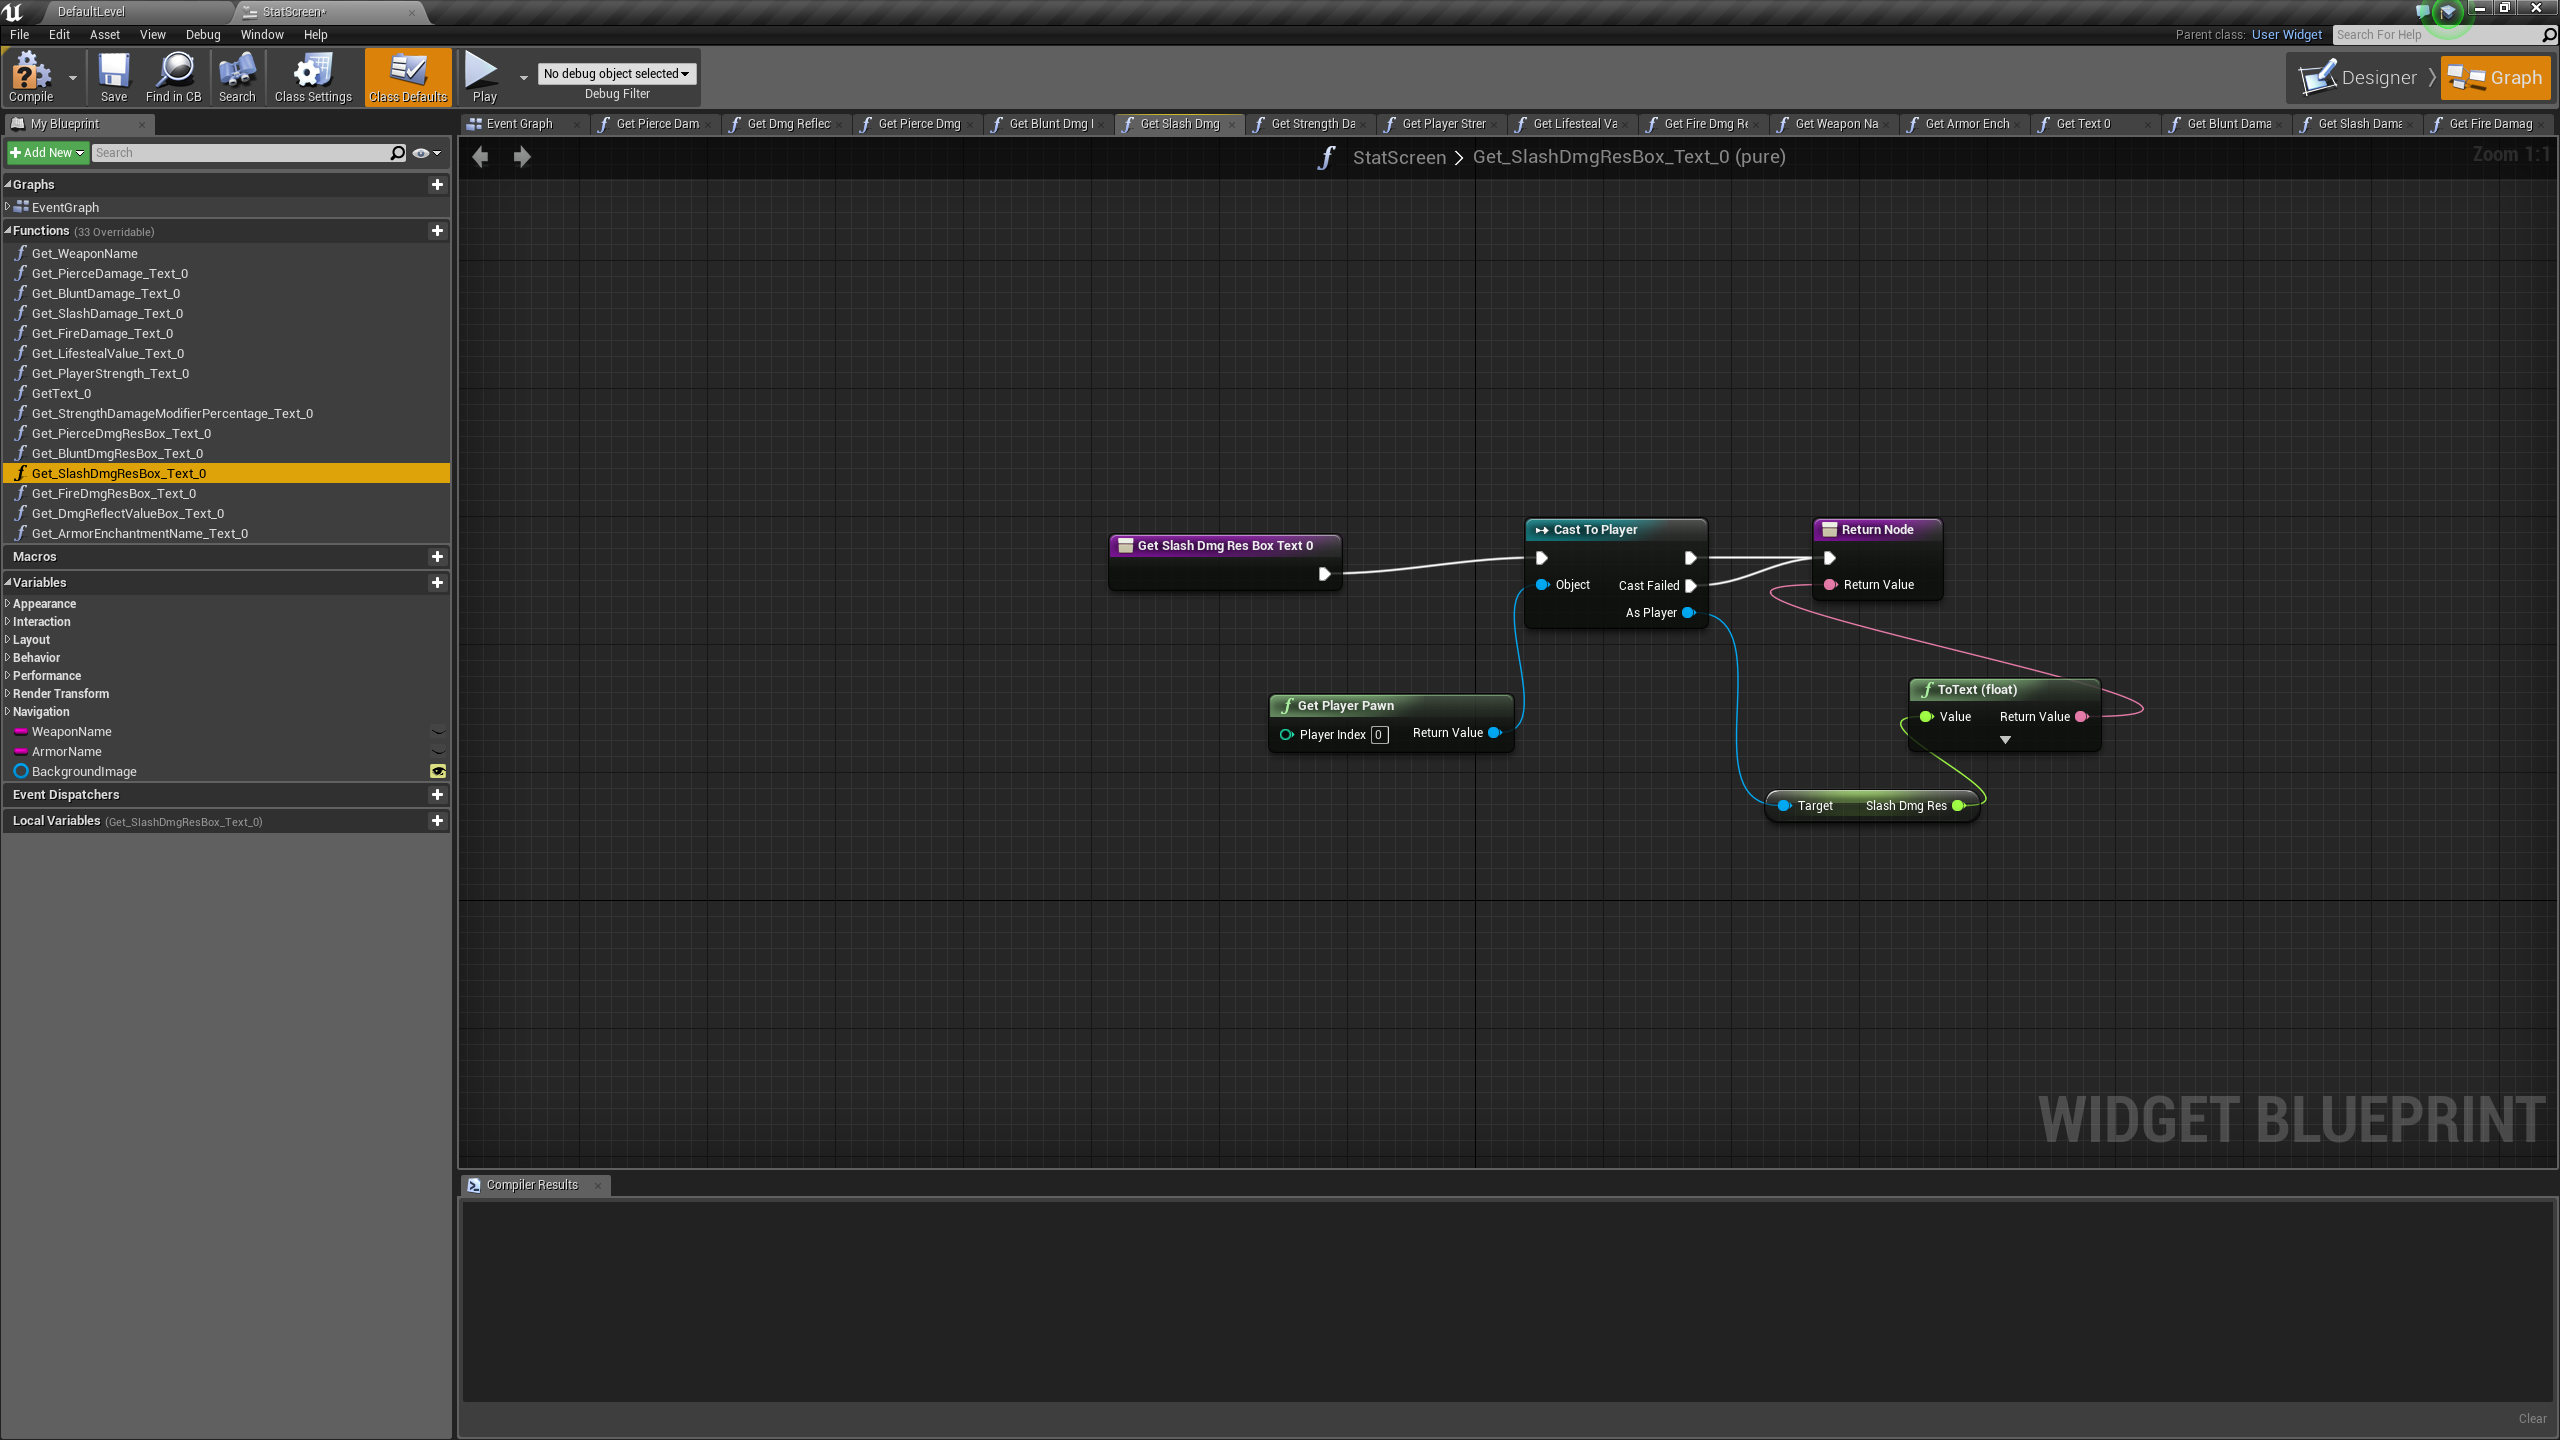 DefaultLevel
StatScreen*
File Edit Asset View Debug Window Help
Parent class: User Widget
Search For Help
Compile
Save
Find in CB
Search
Class Settings
Class Defaults
Play
No debug object selected
Debug Filter
Designer
Graph
My Blueprint
Event Graph
Get Pierce Dam
Get Dmg Reflec
Get Pierce Dmg
Get Blunt Dmg
Get Slash Dmg
Get Strength Da
Get Player Stren
Get Lifesteal Va
Get Fire Dmg Re
Get Weapon Na
Get Armor Ench
Get Text 0
Get Blunt Dama
Get Slash Dama
Get Fire Damag
Add New
Search
StatScreen > Get_SlashDmgResBox_Text_0 (pure)
Zoom 1:1
Graphs
EventGraph
Functions (33 Overridable)
Get_WeaponName
Get_PierceDamage_Text_0
Get_BluntDamage_Text_0
Get_SlashDamage_Text_0
Get_FireDamage_Text_0
Get_LifestealValue_Text_0
Get_PlayerStrength_Text_0
GetText_0
Get_StrengthDamageModifierPercentage_Text_0
Get_PierceDmgResBox_Text_0
Get_BluntDmgResBox_Text_0
Get_SlashDmgResBox_Text_0
Get_FireDmgResBox_Text_0
Get_DmgReflectValueBox_Text_0
Get_ArmorEnchantmentName_Text_0
Macros
Variables
Appearance
Interaction
Layout
Behavior
Performance
Render Transform
Navigation
WeaponName
ArmorName
BackgroundImage
Event Dispatchers
Local Variables (Get_SlashDmgResBox_Text_0)
Get Slash Dmg Res Box Text 0
Cast To Player
Object
Cast Failed
As Player
Return Node
Return Value
Get Player Pawn
Player Index 0
Return Value
ToText (float)
Value
Return Value
Target
Slash Dmg Res
WIDGET BLUEPRINT
Compiler Results
Clear